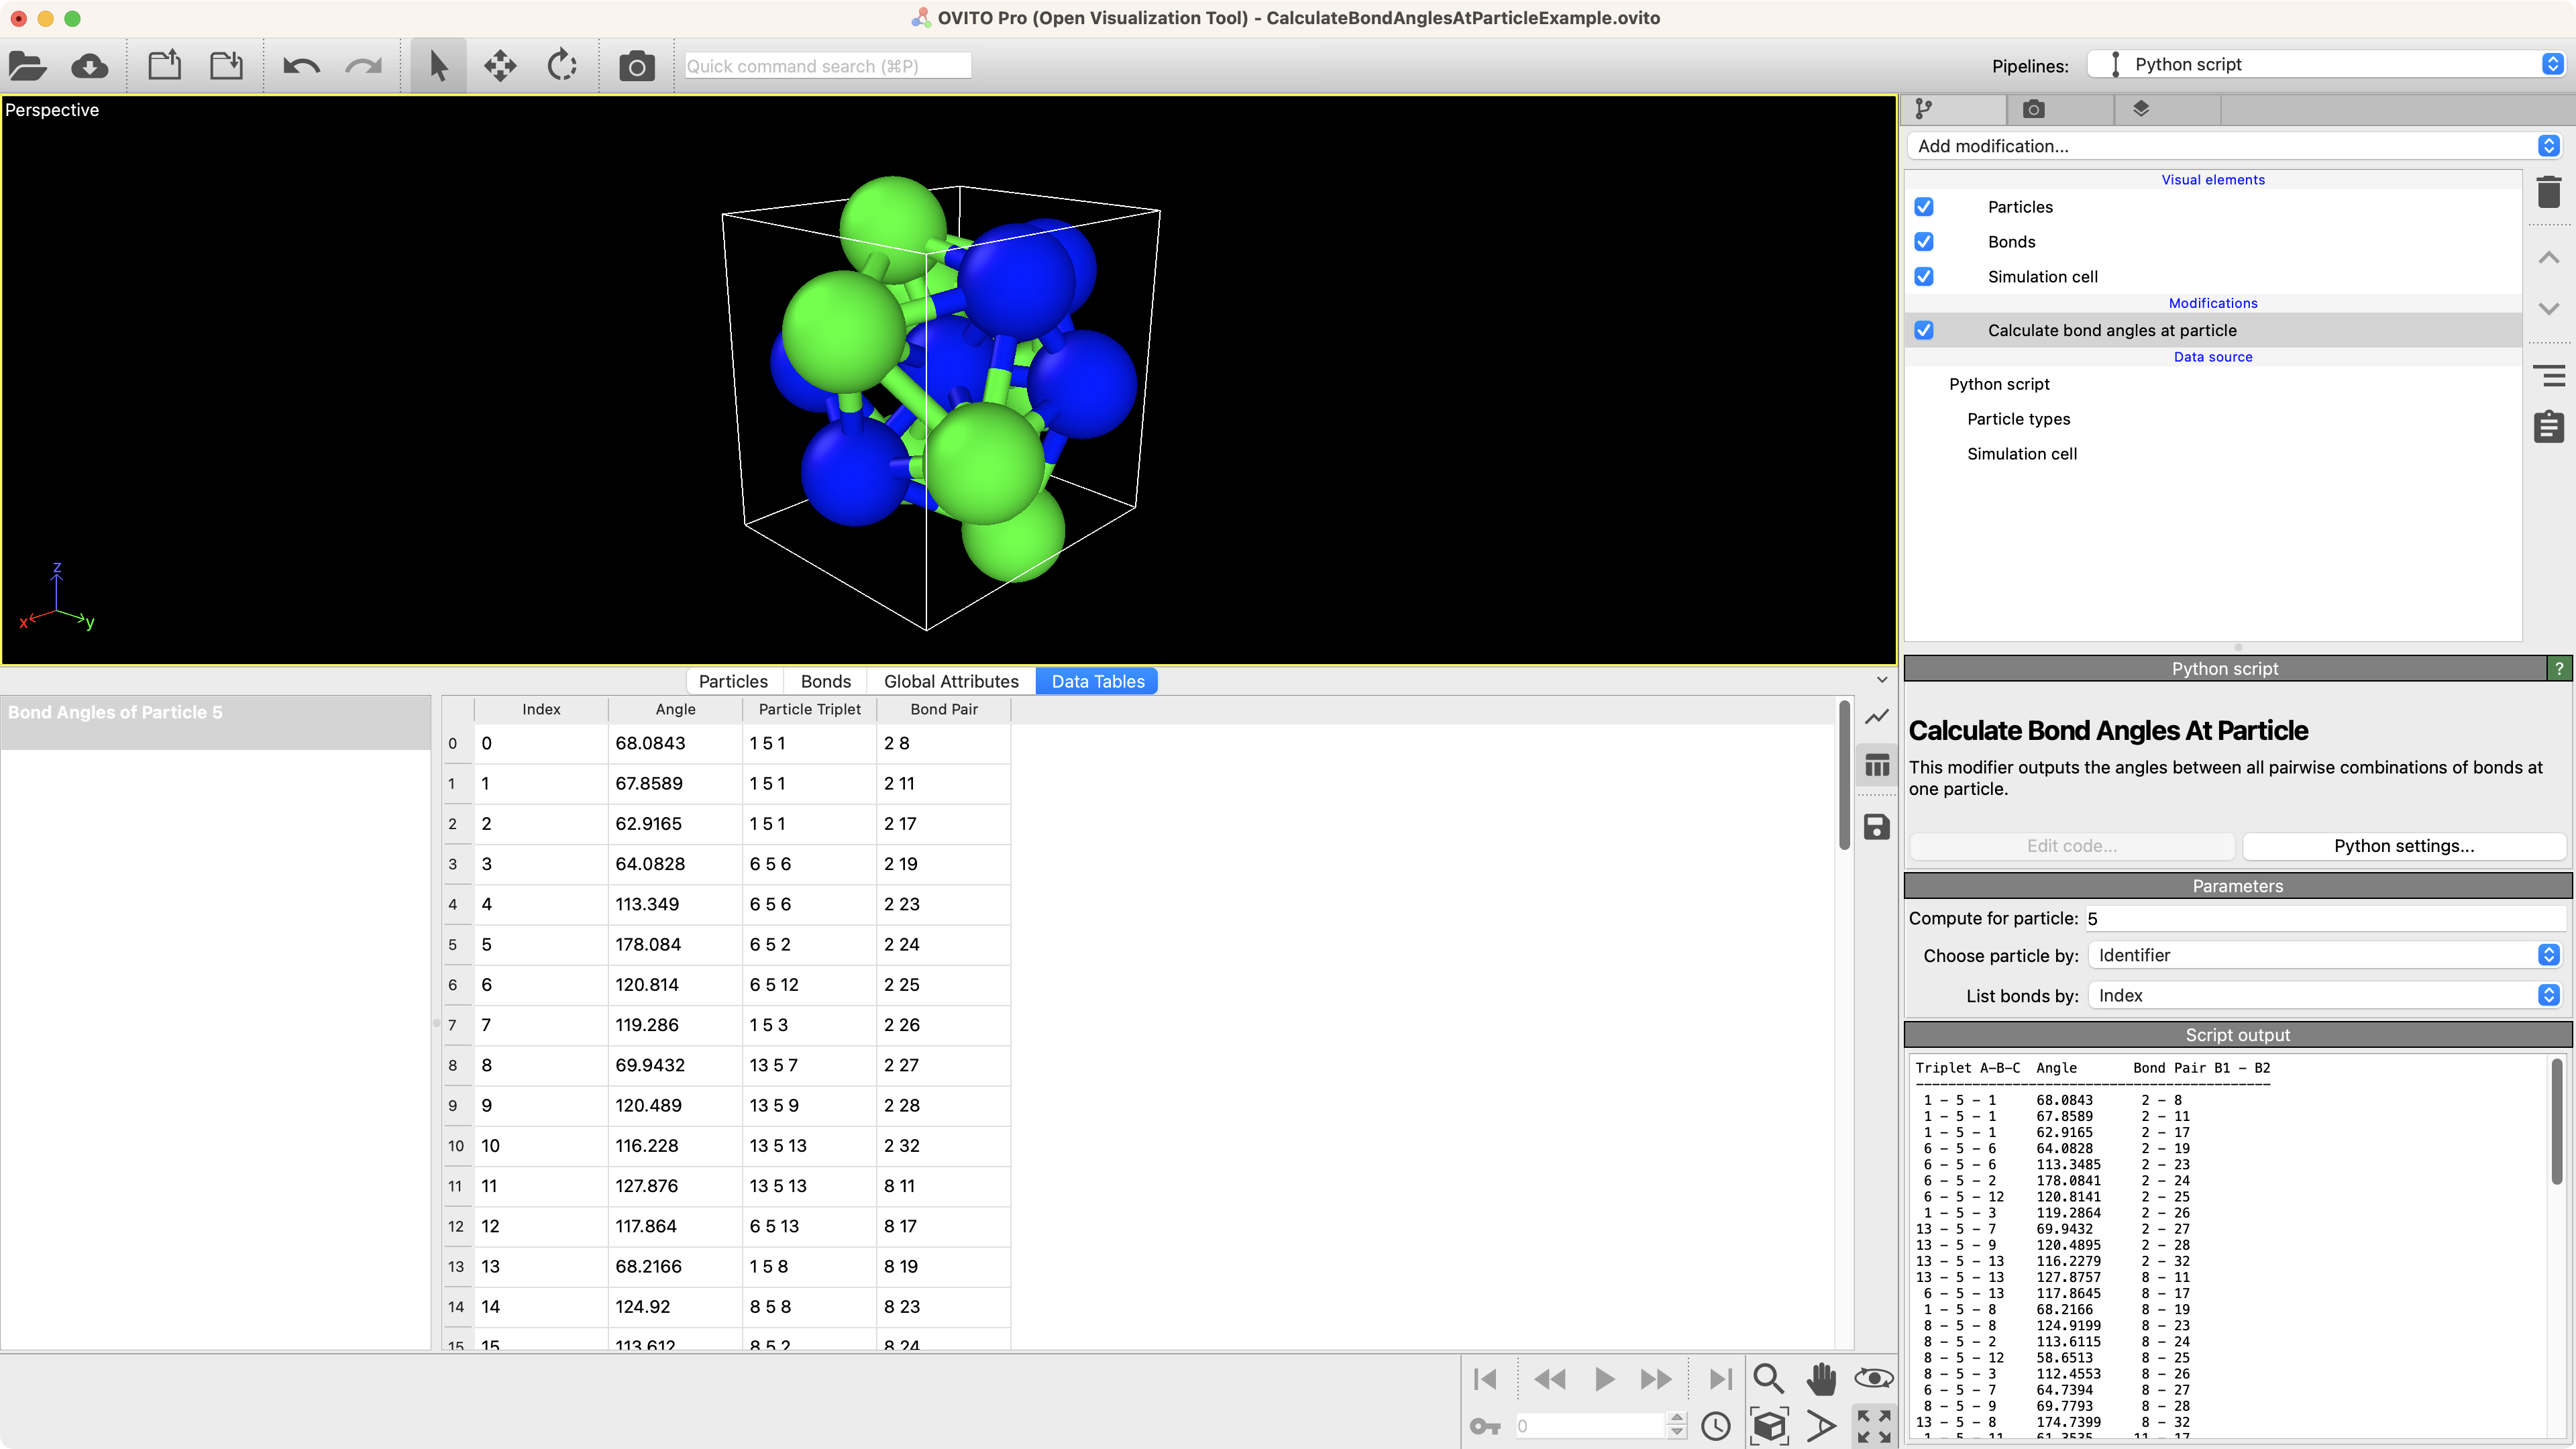 OVITO Pro (Open Visualization Tool) - CalculateBondAnglesAtParticleExample.ovito
Quick command search (⌘P)
Pipelines: Python script
Perspective
z
x
y
Add modification...
Visual elements
Particles
Bonds
Simulation cell
Modifications
Calculate bond angles at particle
Data source
Python script
Particle types
Simulation cell
Particles Bonds Global Attributes Data Tables
Bond Angles of Particle 5
Index Angle Particle Triplet Bond Pair
0 0 68.0843 1 5 1 2 8
1 1 67.8589 1 5 1 2 11
2 2 62.9165 1 5 1 2 17
3 3 64.0828 6 5 6 2 19
4 4 113.349 6 5 6 2 23
5 5 178.084 6 5 2 2 24
6 6 120.814 6 5 12 2 25
7 7 119.286 1 5 3 2 26
8 8 69.9432 13 5 7 2 27
9 9 120.489 13 5 9 2 28
10 10 116.228 13 5 13 2 32
11 11 127.876 13 5 13 8 11
12 12 117.864 6 5 13 8 17
13 13 68.2166 1 5 8 8 19
14 14 124.92 8 5 8 8 23
15 15 113.612 8 5 2 8 24
0
Python script ?
Calculate Bond Angles At Particle
This modifier outputs the angles between all pairwise combinations of bonds at
one particle.
Edit code... Python settings...
Parameters
Compute for particle: 5
Choose particle by: Identifier
List bonds by: Index
Script output
Triplet A-B-C Angle Bond Pair B1 - B2
--------------------------------------------
1 - 5 - 1 68.0843 2 - 8
1 - 5 - 1 67.8589 2 - 11
1 - 5 - 1 62.9165 2 - 17
6 - 5 - 6 64.0828 2 - 19
6 - 5 - 6 113.3485 2 - 23
6 - 5 - 2 178.0841 2 - 24
6 - 5 - 12 120.8141 2 - 25
1 - 5 - 3 119.2864 2 - 26
13 - 5 - 7 69.9432 2 - 27
13 - 5 - 9 120.4895 2 - 28
13 - 5 - 13 116.2279 2 - 32
13 - 5 - 13 127.8757 8 - 11
6 - 5 - 13 117.8645 8 - 17
1 - 5 - 8 68.2166 8 - 19
8 - 5 - 8 124.9199 8 - 23
8 - 5 - 2 113.6115 8 - 24
8 - 5 - 12 58.6513 8 - 25
8 - 5 - 3 112.4553 8 - 26
6 - 5 - 7 64.7394 8 - 27
8 - 5 - 9 69.7793 8 - 28
13 - 5 - 8 174.7399 8 - 32
1 - 5 - 11 61.3535 11 - 17